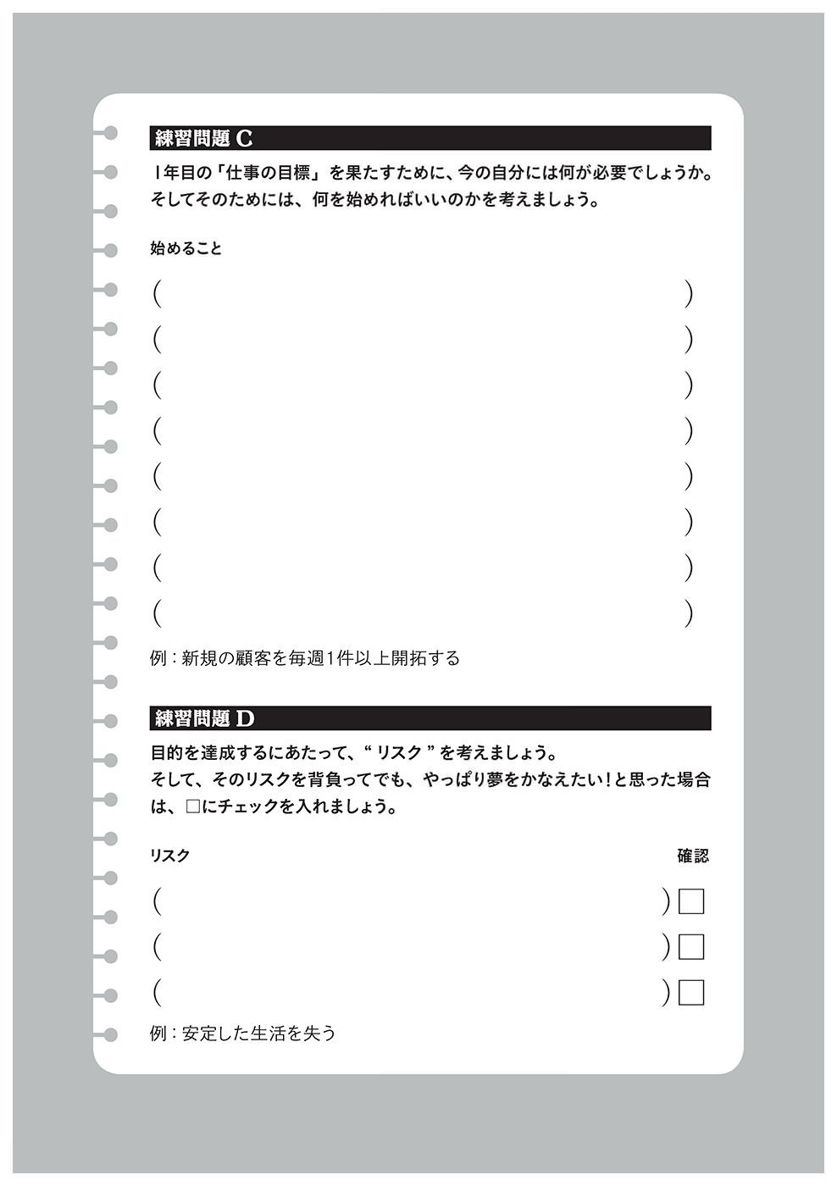 練習問題 C
1年目の「仕事の目標」を果たすために、今の自分には何が必要でしょうか。
そしてそのためには、何を始めればいいのかを考えましょう。
始めること
( )
( )
( )
( )
( )
( )
( )
( )
例：新規の顧客を毎週1件以上開拓する
練習問題 D
目的を達成するにあたって、“リスク”を考えましょう。
そして、そのリスクを背負ってでも、やっぱり夢をかなえたい！と思った場合
は、□にチェックを入れましょう。
リスク 確認
( )□
( )□
( )□
例：安定した生活を失う